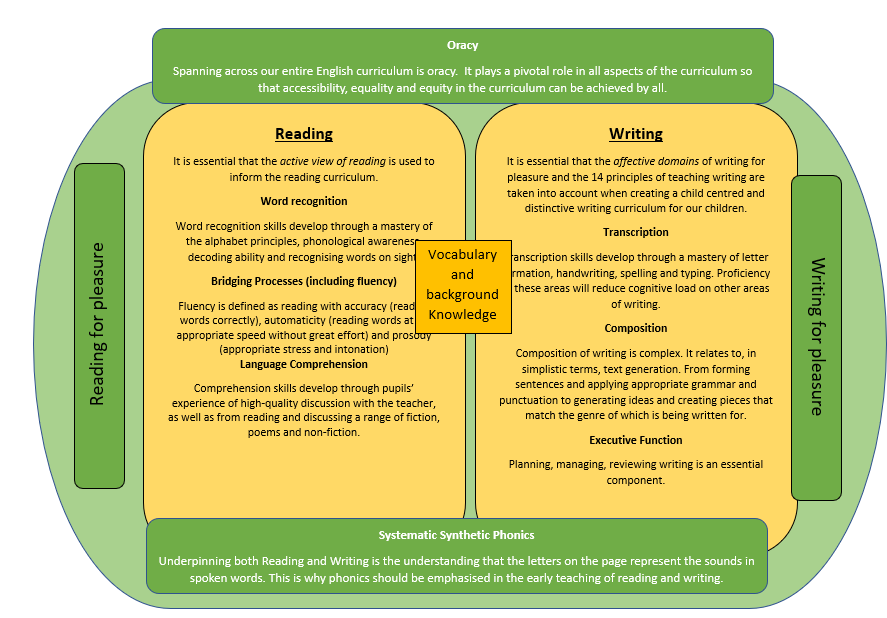 Oracy
Spanning across our entire English curriculum is oracy.  It plays a pivotal role in all aspects of the curriculum so
that accessibility, equality and equity in the curriculum can be achieved by all.
Reading for pleasure
Reading
It is essential that the active view of reading is used to
inform the reading curriculum.
Word recognition
Word recognition skills develop through a mastery of
the alphabet principles, phonological awareness
decoding ability and recognising words on sight
Bridging Processes (including fluency)
Fluency is defined as reading with accuracy (read
words correctly), automaticity (reading words at
appropriate speed without great effort) and prosody
(appropriate stress and intonation)
Language Comprehension
Comprehension skills develop through pupils’
experience of high-quality discussion with the teacher,
as well as from reading and discussing a range of fiction,
poems and non-fiction.
Vocabulary
and
background
Knowledge
Writing
It is essential that the affective domains of writing for
pleasure and the 14 principles of teaching writing are
taken into account when creating a child centred and
distinctive writing curriculum for our children.
Transcription
ranscription skills develop through a mastery of letter
rmation, handwriting, spelling and typing. Proficiency
these areas will reduce cognitive load on other areas
of writing.
Composition
Composition of writing is complex. It relates to, in
simplistic terms, text generation. From forming
sentences and applying appropriate grammar and
punctuation to generating ideas and creating pieces that
match the genre of which is being written for.
Executive Function
Planning, managing, reviewing writing is an essential
component.
Writing for pleasure
Systematic Synthetic Phonics
Underpinning both Reading and Writing is the understanding that the letters on the page represent the sounds in
spoken words. This is why phonics should be emphasised in the early teaching of reading and writing.